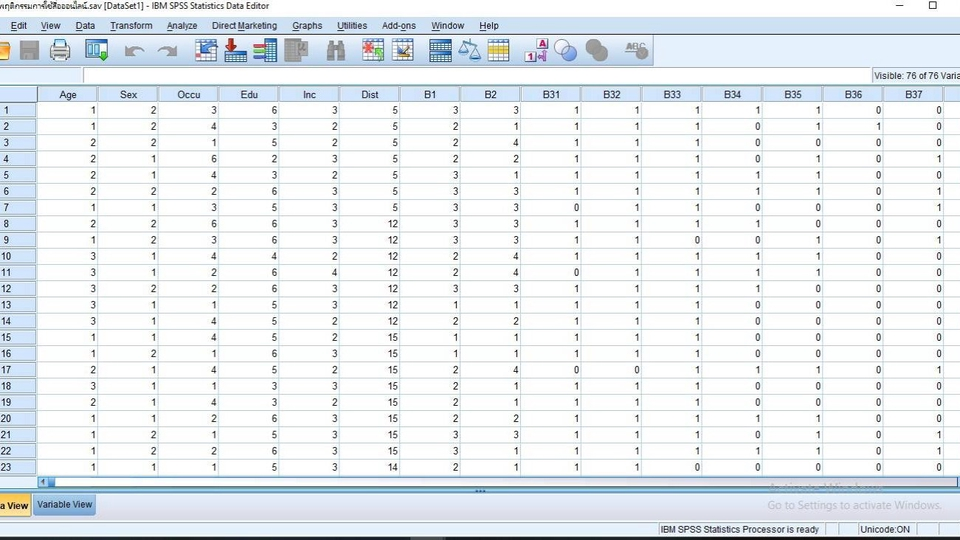 พฤติกรรมการใช้สื่อออนไลน์.sav [DataSet1] - IBM SPSS Statistics Data Editor
Edit View Data Transform Analyze Direct Marketing Graphs Utilities Add-ons Window Help
Visible: 76 of 76 Varia
Age Sex Occu Edu Inc Dist B1 B2 B31 B32 B33 B34 B35 B36 B37
1 1 2 3 6 3 5 3 3 1 1 1 1 1 0 0
2 1 2 4 3 2 5 2 1 1 1 1 0 1 1 0
3 2 2 1 5 2 5 2 4 1 1 1 0 0 0 0
4 2 1 6 2 3 5 2 2 1 1 1 0 1 0 1
5 2 1 4 3 2 5 3 1 1 1 1 1 1 0 0
6 2 2 2 6 3 5 3 3 1 1 1 1 1 0 1
7 1 1 3 5 3 5 3 3 0 1 1 0 0 0 1
8 2 2 6 6 3 12 3 3 1 1 1 1 0 0 0
9 1 2 3 6 3 12 3 3 1 1 0 0 1 0 1
10 3 1 4 4 2 12 2 4 1 1 1 1 1 0 0
11 3 1 2 6 4 12 2 4 0 1 1 1 1 0 0
12 3 2 2 6 3 12 3 3 1 1 1 1 0 0 0
13 3 1 1 5 3 12 1 1 1 1 1 0 0 0 0
14 3 1 4 5 2 12 2 2 1 1 1 0 0 0 0
15 1 1 4 5 2 15 1 1 1 1 1 0 0 0 0
16 1 2 1 6 3 15 1 1 1 1 1 0 0 0 0
17 2 1 4 5 2 15 2 4 0 0 1 1 1 0 1
18 3 1 1 3 3 15 2 1 1 1 1 0 0 0 0
19 2 1 4 3 2 15 2 1 1 1 1 0 0 0 0
20 1 1 2 6 3 15 2 2 1 1 1 0 1 0 0
21 1 2 1 5 3 15 3 3 1 1 1 0 1 0 1
22 1 2 2 6 3 15 3 1 1 1 1 1 1 0 1
23 1 1 1 5 3 14 2 1 1 1 0 0 0 0 0
a View Variable View
Activate Windows
Go to Settings to activate Windows.
IBM SPSS Statistics Processor is ready Unicode:ON